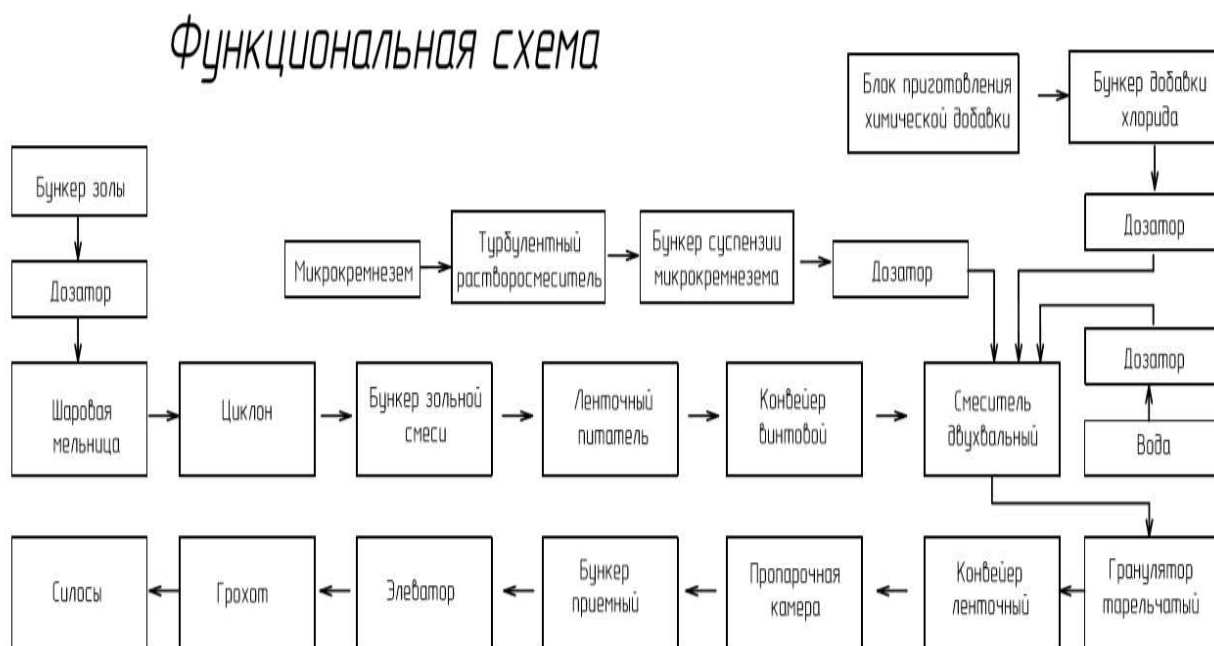 Функциональная схема
Блок приготовления
химической добавки
Бункер добавки
хлорида
Бункер золы
Дозатор
Микрокремнезем
Турбулентный
растворосмеситель
Бункер суспензии
микрокремнезема
Дозатор
Дозатор
Дозатор
Шаровая
мельница
Циклон
Бункер зольной
смеси
Ленточный
питатель
Конвейер
винтовой
Смеситель
двухвальный
Вода
Силосы
Грохот
Элеватор
Бункер
приемный
Пропарочная
камера
Конвейер
ленточный
Гранулятор
тарельчатый